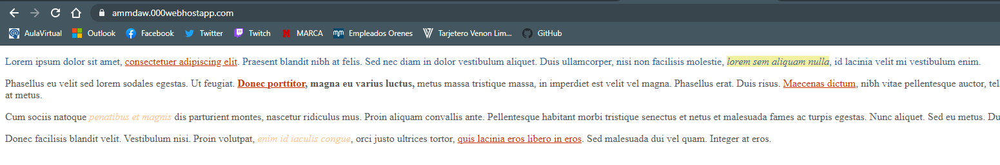 ammdaw.000webhostapp.com
AulaVirtual Outlook Facebook Twitter Twitch MARCA Empleados Orenes Tarjetero Venon Lim... GitHub
Lorem ipsum dolor sit amet, consectetuer adipiscing elit. Praesent blandit nibh at felis. Sed nec diam in dolor vestibulum aliquet. Duis ullamcorper, nisi non facilisis molestie, lorem sem aliquam nulla, id lacinia velit mi vestibulum enim.
Phasellus eu velit sed lorem sodales egestas. Ut feugiat. Donec porttitor, magna eu varius luctus, metus massa tristique massa, in imperdiet est velit vel magna. Phasellus erat. Duis risus. Maecenas dictum, nibh vitae pellentesque auctor, tel
at metus.
Cum sociis natoque penatibus et magnis dis parturient montes, nascetur ridiculus mus. Proin aliquam convallis ante. Pellentesque habitant morbi tristique senectus et netus et malesuada fames ac turpis egestas. Nunc aliquet. Sed eu metus. Du
Donec facilisis blandit velit. Vestibulum nisi. Proin volutpat, enim id iaculis congue, orci justo ultrices tortor, quis lacinia eros libero in eros. Sed malesuada dui vel quam. Integer at eros.